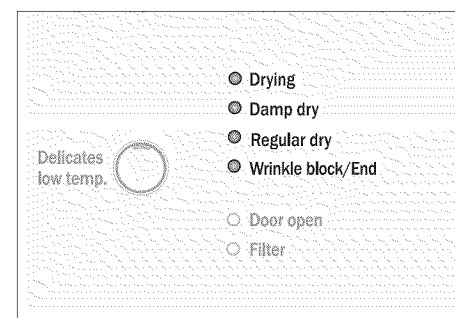 Drying
Damp dry
Regular dry
Wrinkle block/End
Delicates
low temp.
Door open
Filter